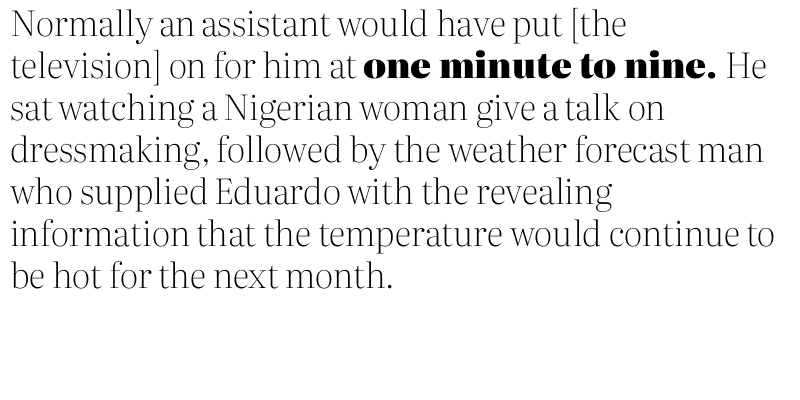 Normally an assistant would have put [the
television] on for him at one minute to nine. He
sat watching a Nigerian woman give a talk on
dressmaking, followed by the weather forecast man
who supplied Eduardo with the revealing
information that the temperature would continue to
be hot for the next month.